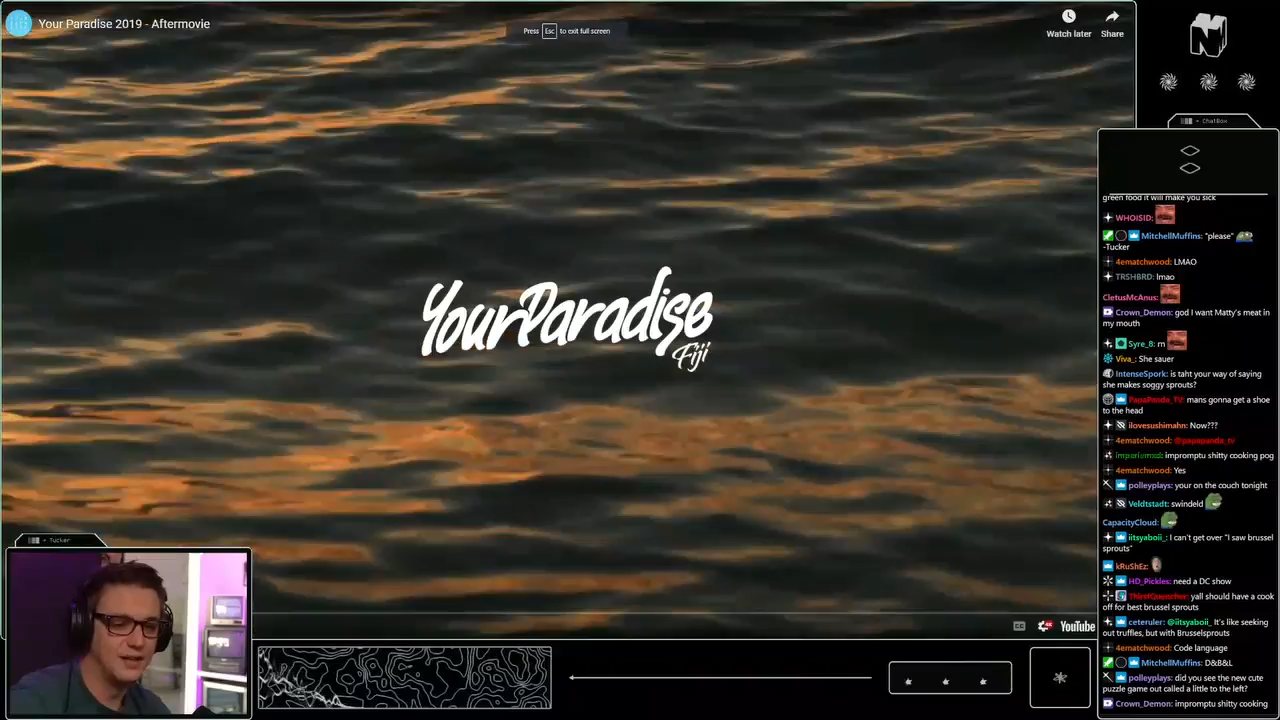 Your Paradise 2019 - Aftermovie
Press Esc to exit full screen
Watch later
Share
YourParadise
Fiji
CC
YouTube
Tucker
ChatBox
green food it will make you sick
WHOISID:
MitchellMuffins: "please"
-Tucker
4ematchwood: LMAO
TRSHBRD: lmao
CletusMcAnus:
Crown_Demon: god I want Matty's meat in
my mouth
Syre_8: m
Viva_: She sauer
IntenseSpork: is taht your way of saying
she makes soggy sprouts?
PapaPanda_TV: mans gonna get a shoe
to the head
ilovesushimahn: Now???
4ematchwood: @papapanda_tv
impromptu shitty cooking pog
4ematchwood: Yes
polleyplays: your on the couch tonight
Veldtstadt: swindeld
CapacityCloud:
iitsyaboii_: I can't get over "I saw brussel
sprouts"
kRuShEz:
HD_Pickles: need a DC show
ThirstQuencher: yall should have a cook
off for best brussel sprouts
ceteruler: @iitsyaboii_ It's like seeking
out truffles, but with Brusselsprouts
4ematchwood: Code language
MitchellMuffins: D&B&L
polleyplays: did you see the new cute
puzzle game out called a little to the left?
Crown_Demon: impromptu shitty cooking